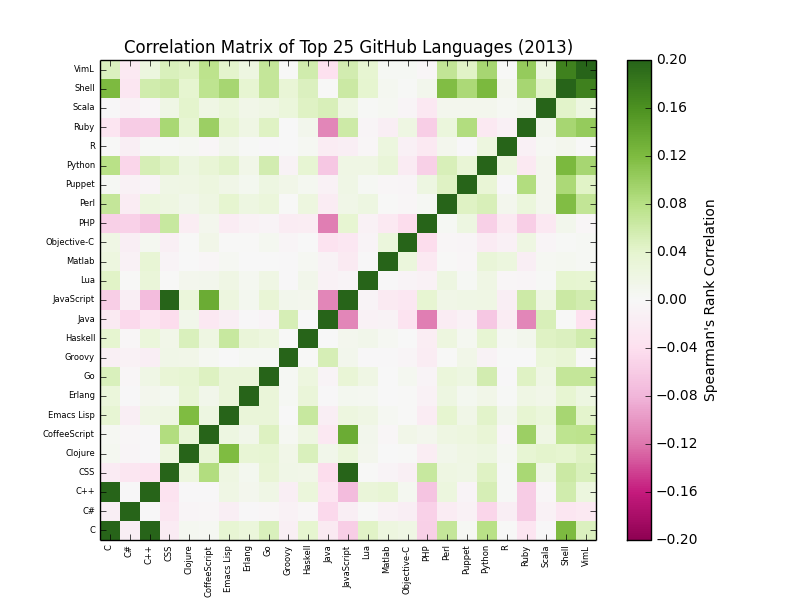 Correlation Matrix of Top 25 GitHub Languages (2013)
VimL
Shell
Scala
Ruby
R
Python
Puppet
Perl
PHP
Objective-C
Matlab
Lua
JavaScript
Java
Haskell
Groovy
Go
Erlang
Emacs Lisp
CoffeeScript
Clojure
CSS
C++
C#
C
C
C#
C++
CSS
Clojure
CoffeeScript
Emacs Lisp
Erlang
Go
Groovy
Haskell
Java
JavaScript
Lua
Matlab
Objective-C
PHP
Perl
Puppet
Python
R
Ruby
Scala
Shell
VimL
0.20
0.16
0.12
0.08
0.04
0.00
−0.04
−0.08
−0.12
−0.16
−0.20
Spearman's Rank Correlation